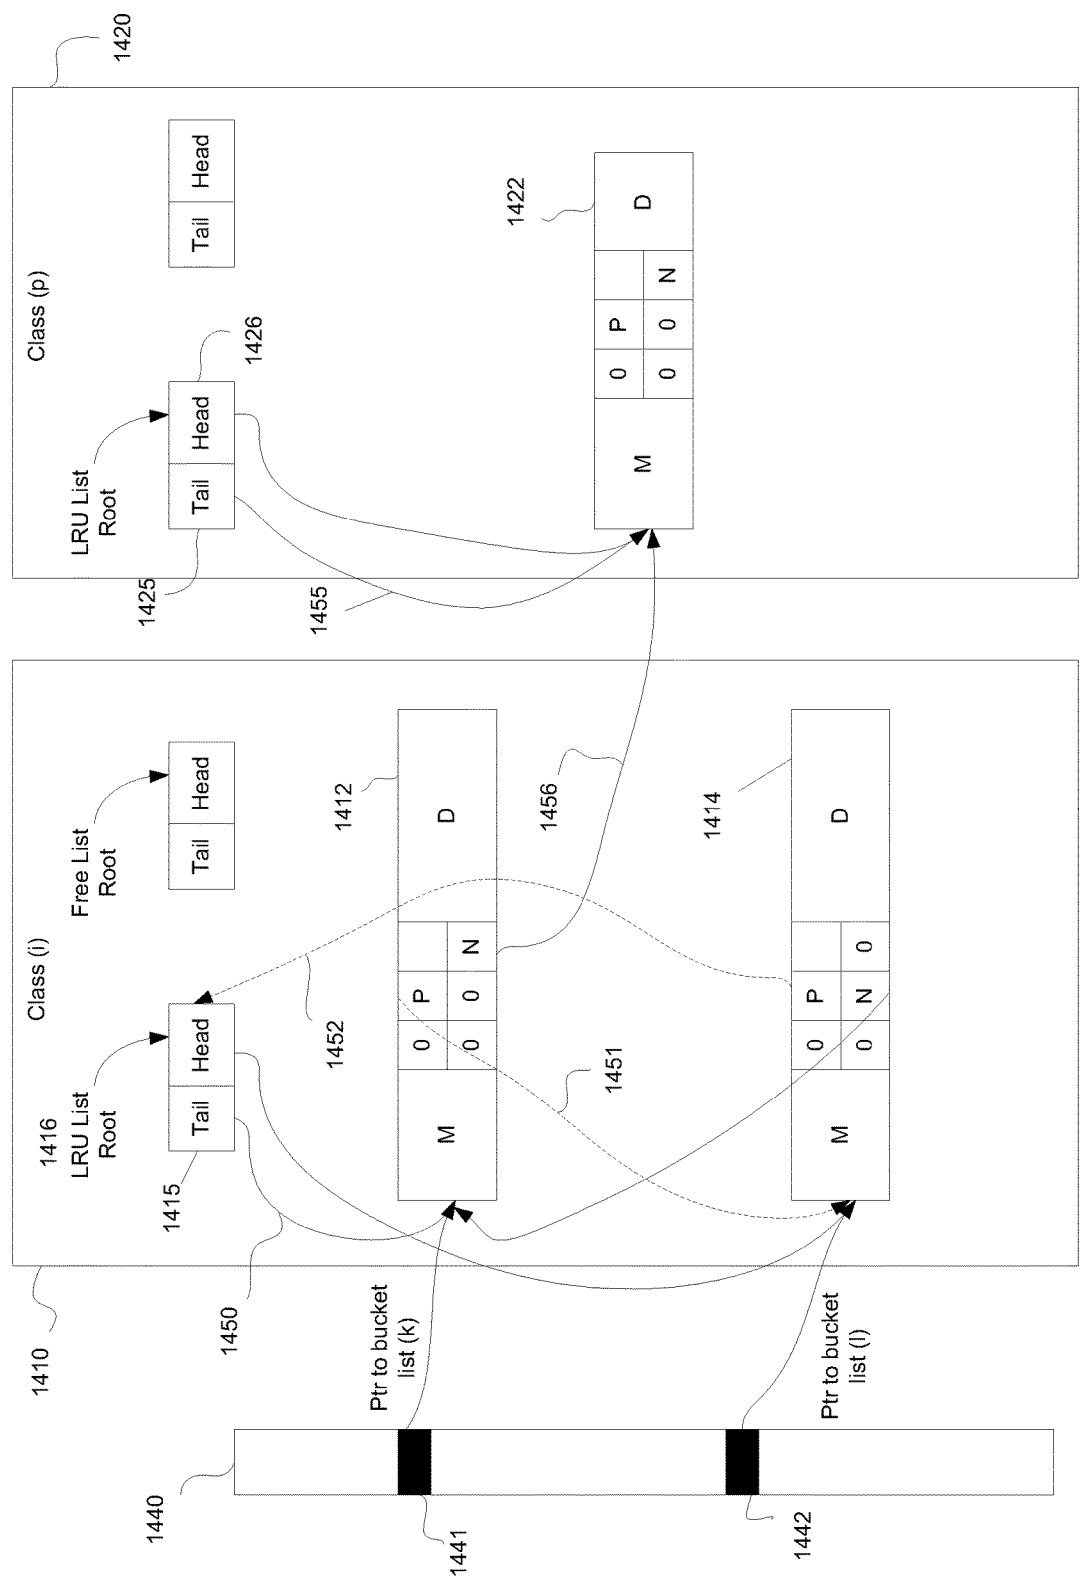 1410
Class (i)
Class (p)
1420
1416
LRU List
Root
Free List
Root
LRU List
Root
1440
1415
Tail Head
Tail Head
1425
Tail Head
Tail Head
1450
1452
1455
1426
1412
Ptr to bucket
list (k)
M
0 P
0 0 N
D
1441
1451
1456
1422
M
0 P
0 0 N
D
1414
Ptr to bucket
list (l)
M
0 P
0 N 0
D
1442